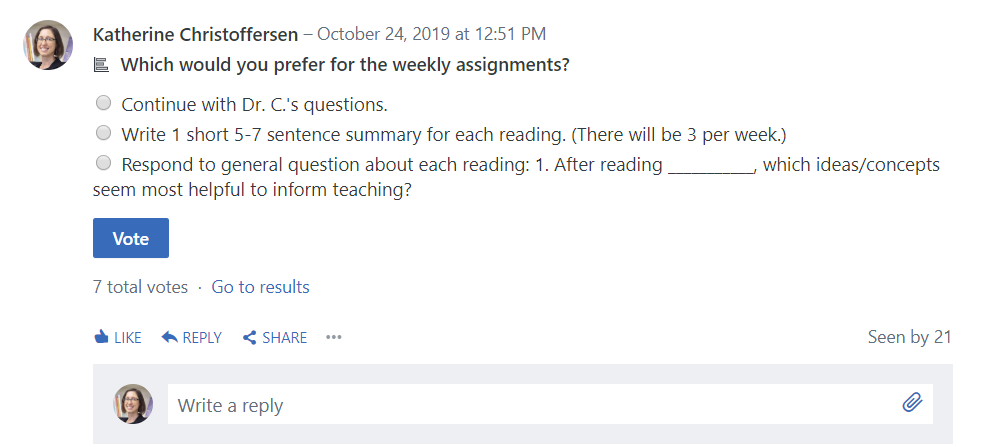 Katherine Christoffersen – October 24, 2019 at 12:51 PM
Which would you prefer for the weekly assignments?
Continue with Dr. C.'s questions.
Write 1 short 5-7 sentence summary for each reading. (There will be 3 per week.)
Respond to general question about each reading: 1. After reading ___________, which ideas/concepts
seem most helpful to inform teaching?
Vote
7 total votes · Go to results
LIKE REPLY SHARE ••• Seen by 21
Write a reply